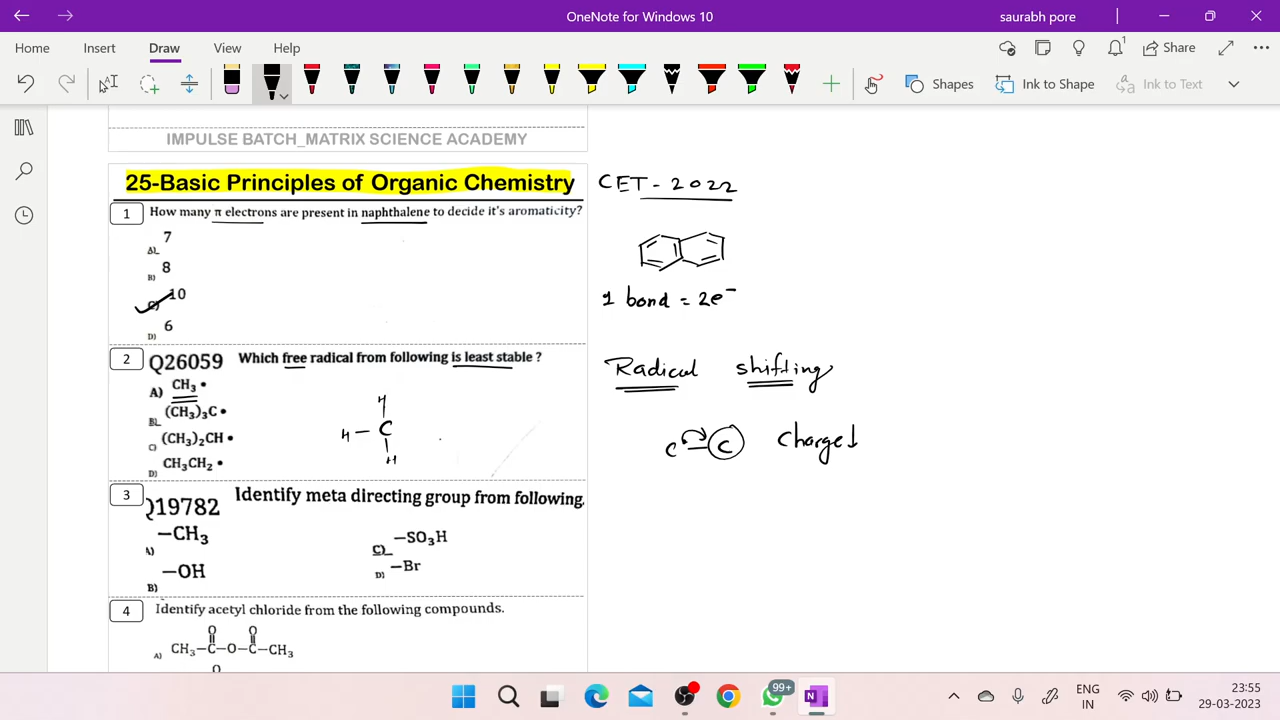 OneNote for Windows 10
saurabh pore
Home Insert Draw View Help
Share
Shapes
Ink to Shape
Ink to Text
IMPULSE BATCH_MATRIX SCIENCE ACADEMY
25-Basic Principles of Organic Chemistry
CET - 2022
1 How many π electrons are present in naphthalene to decide it's aromaticity?
A) 7
B) 8
C) 10
D) 6
1 bond = 2e⁻
2 Q26059 Which free radical from following is least stable ?
A) CH₃ •
B) (CH₃)₃C •
C) (CH₃)₂CH •
D) CH₃CH₂ •
H
H — C
H
Radical shifting
C — C charge↓
3 Q19782 Identify meta directing group from following.
A) —CH₃
B) —OH
C) —SO₃H
D) —Br
4 Identify acetyl chloride from the following compounds.
O O
A) CH₃—C—O—C—CH₃
O
99+
ENG
IN
23:55
29-03-2023